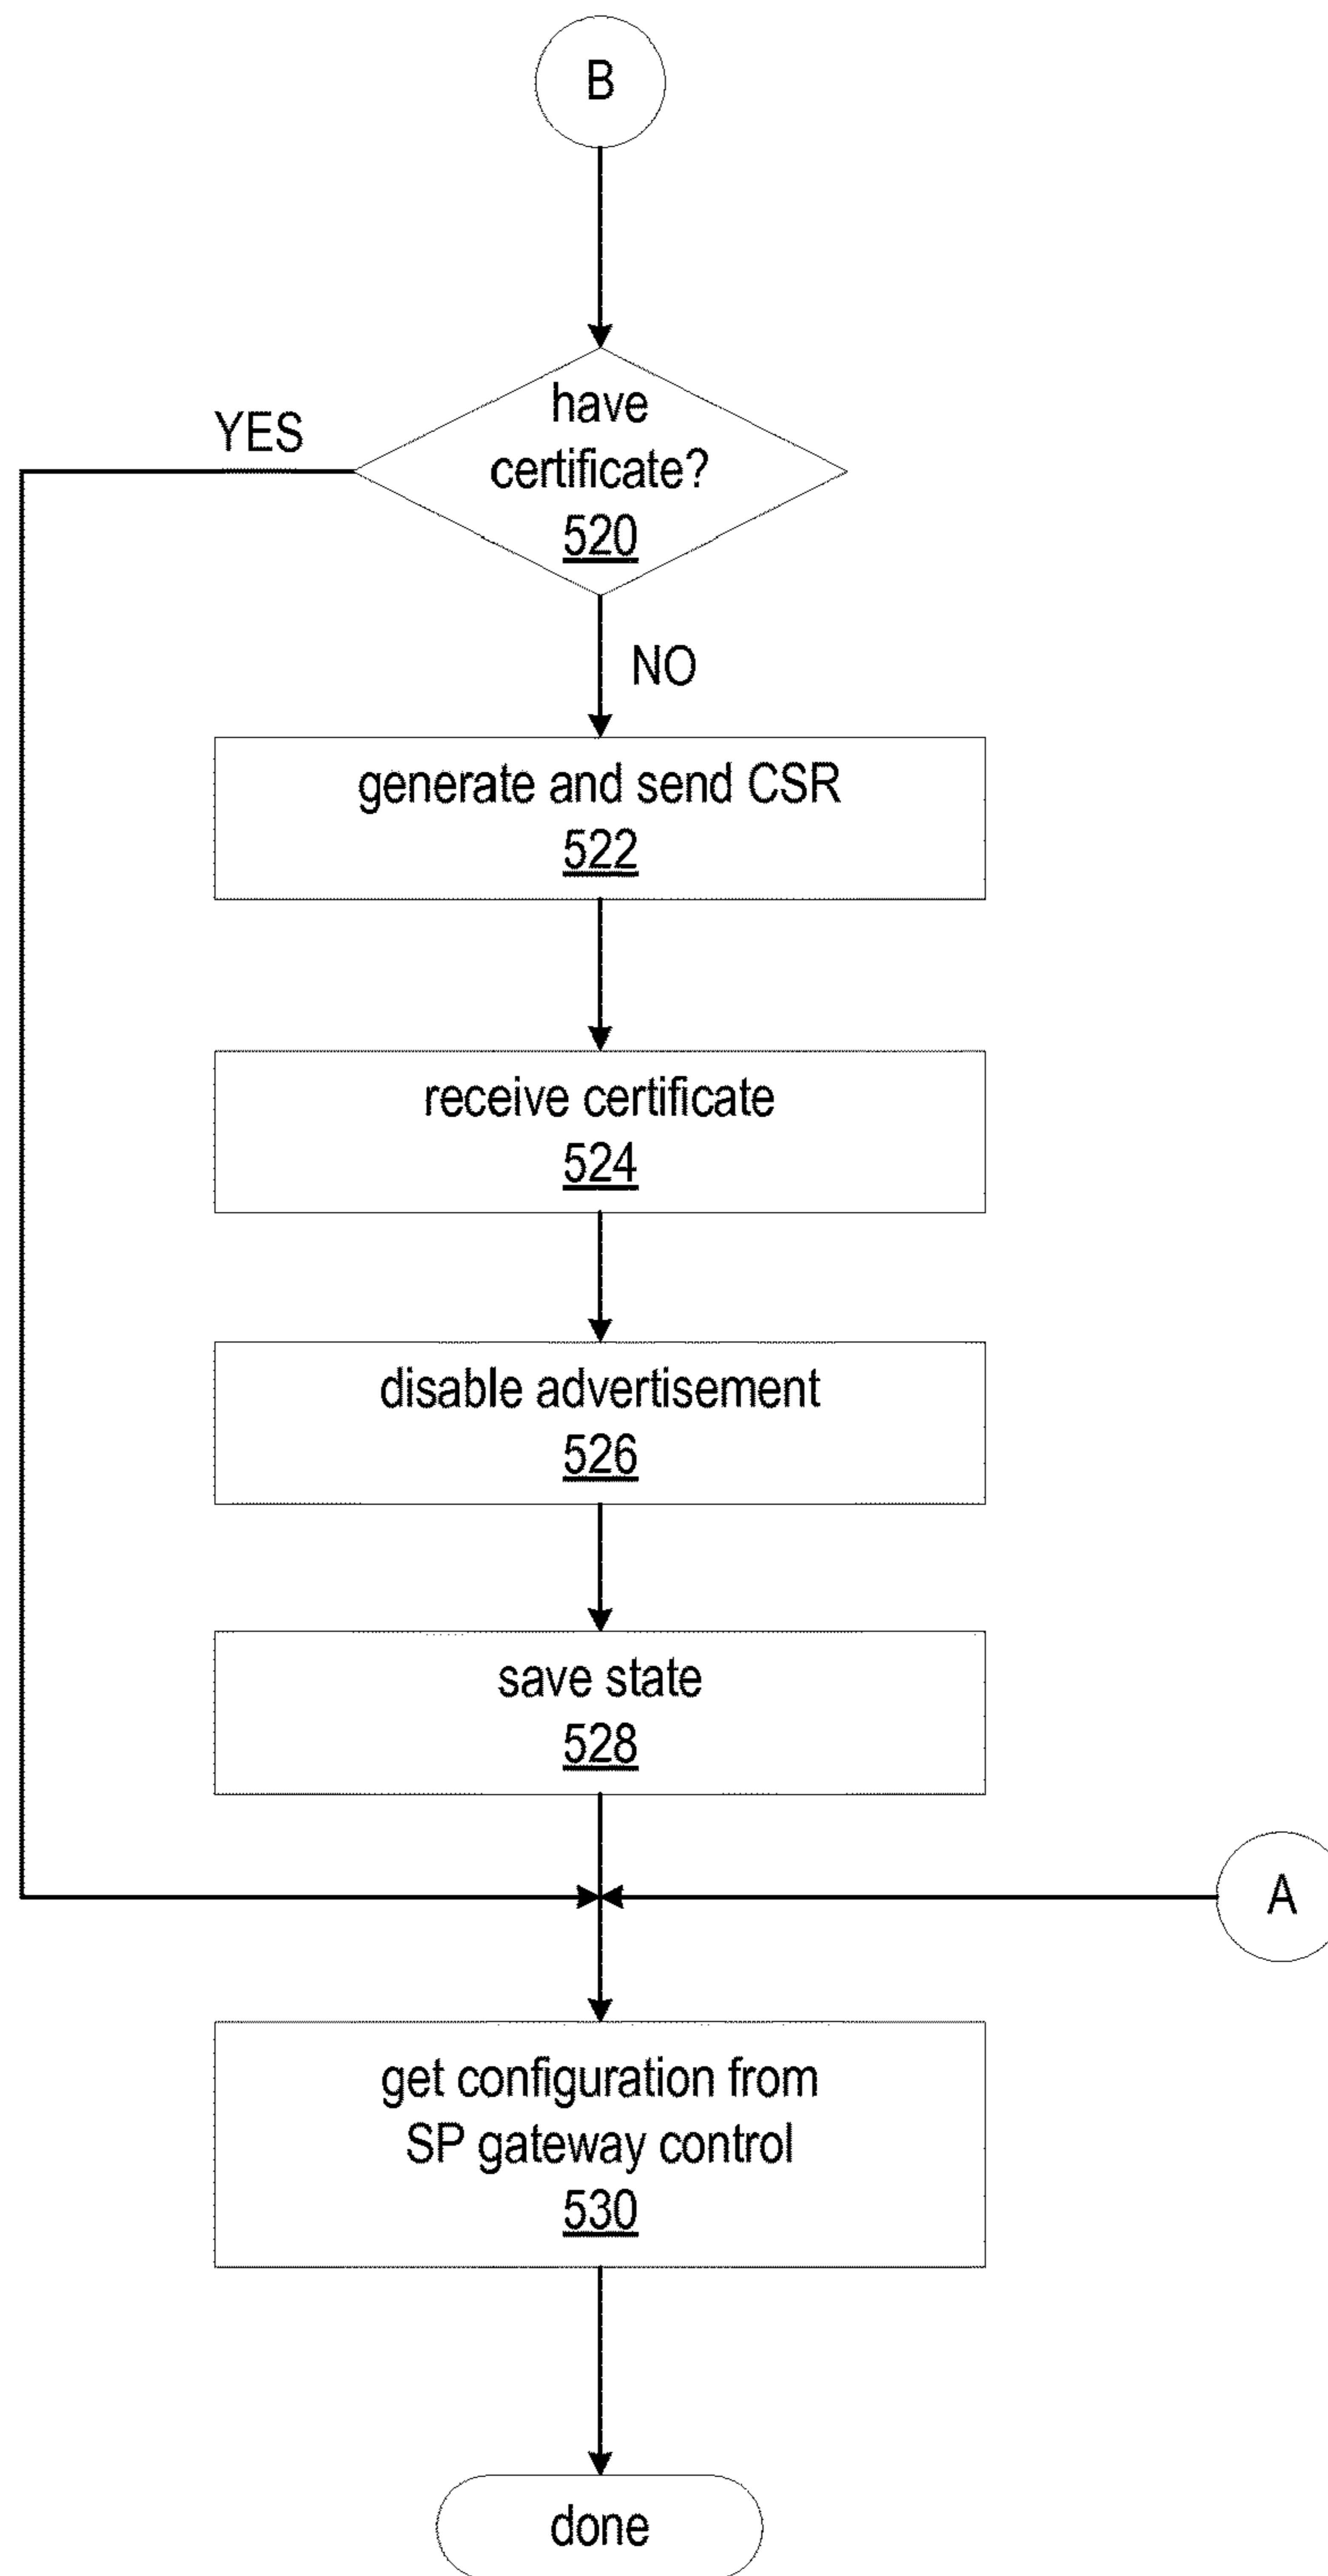 B
have
certificate?
520
YES
NO
generate and send CSR
522
receive certificate
524
disable advertisement
526
save state
528
A
get configuration from
SP gateway control
530
done